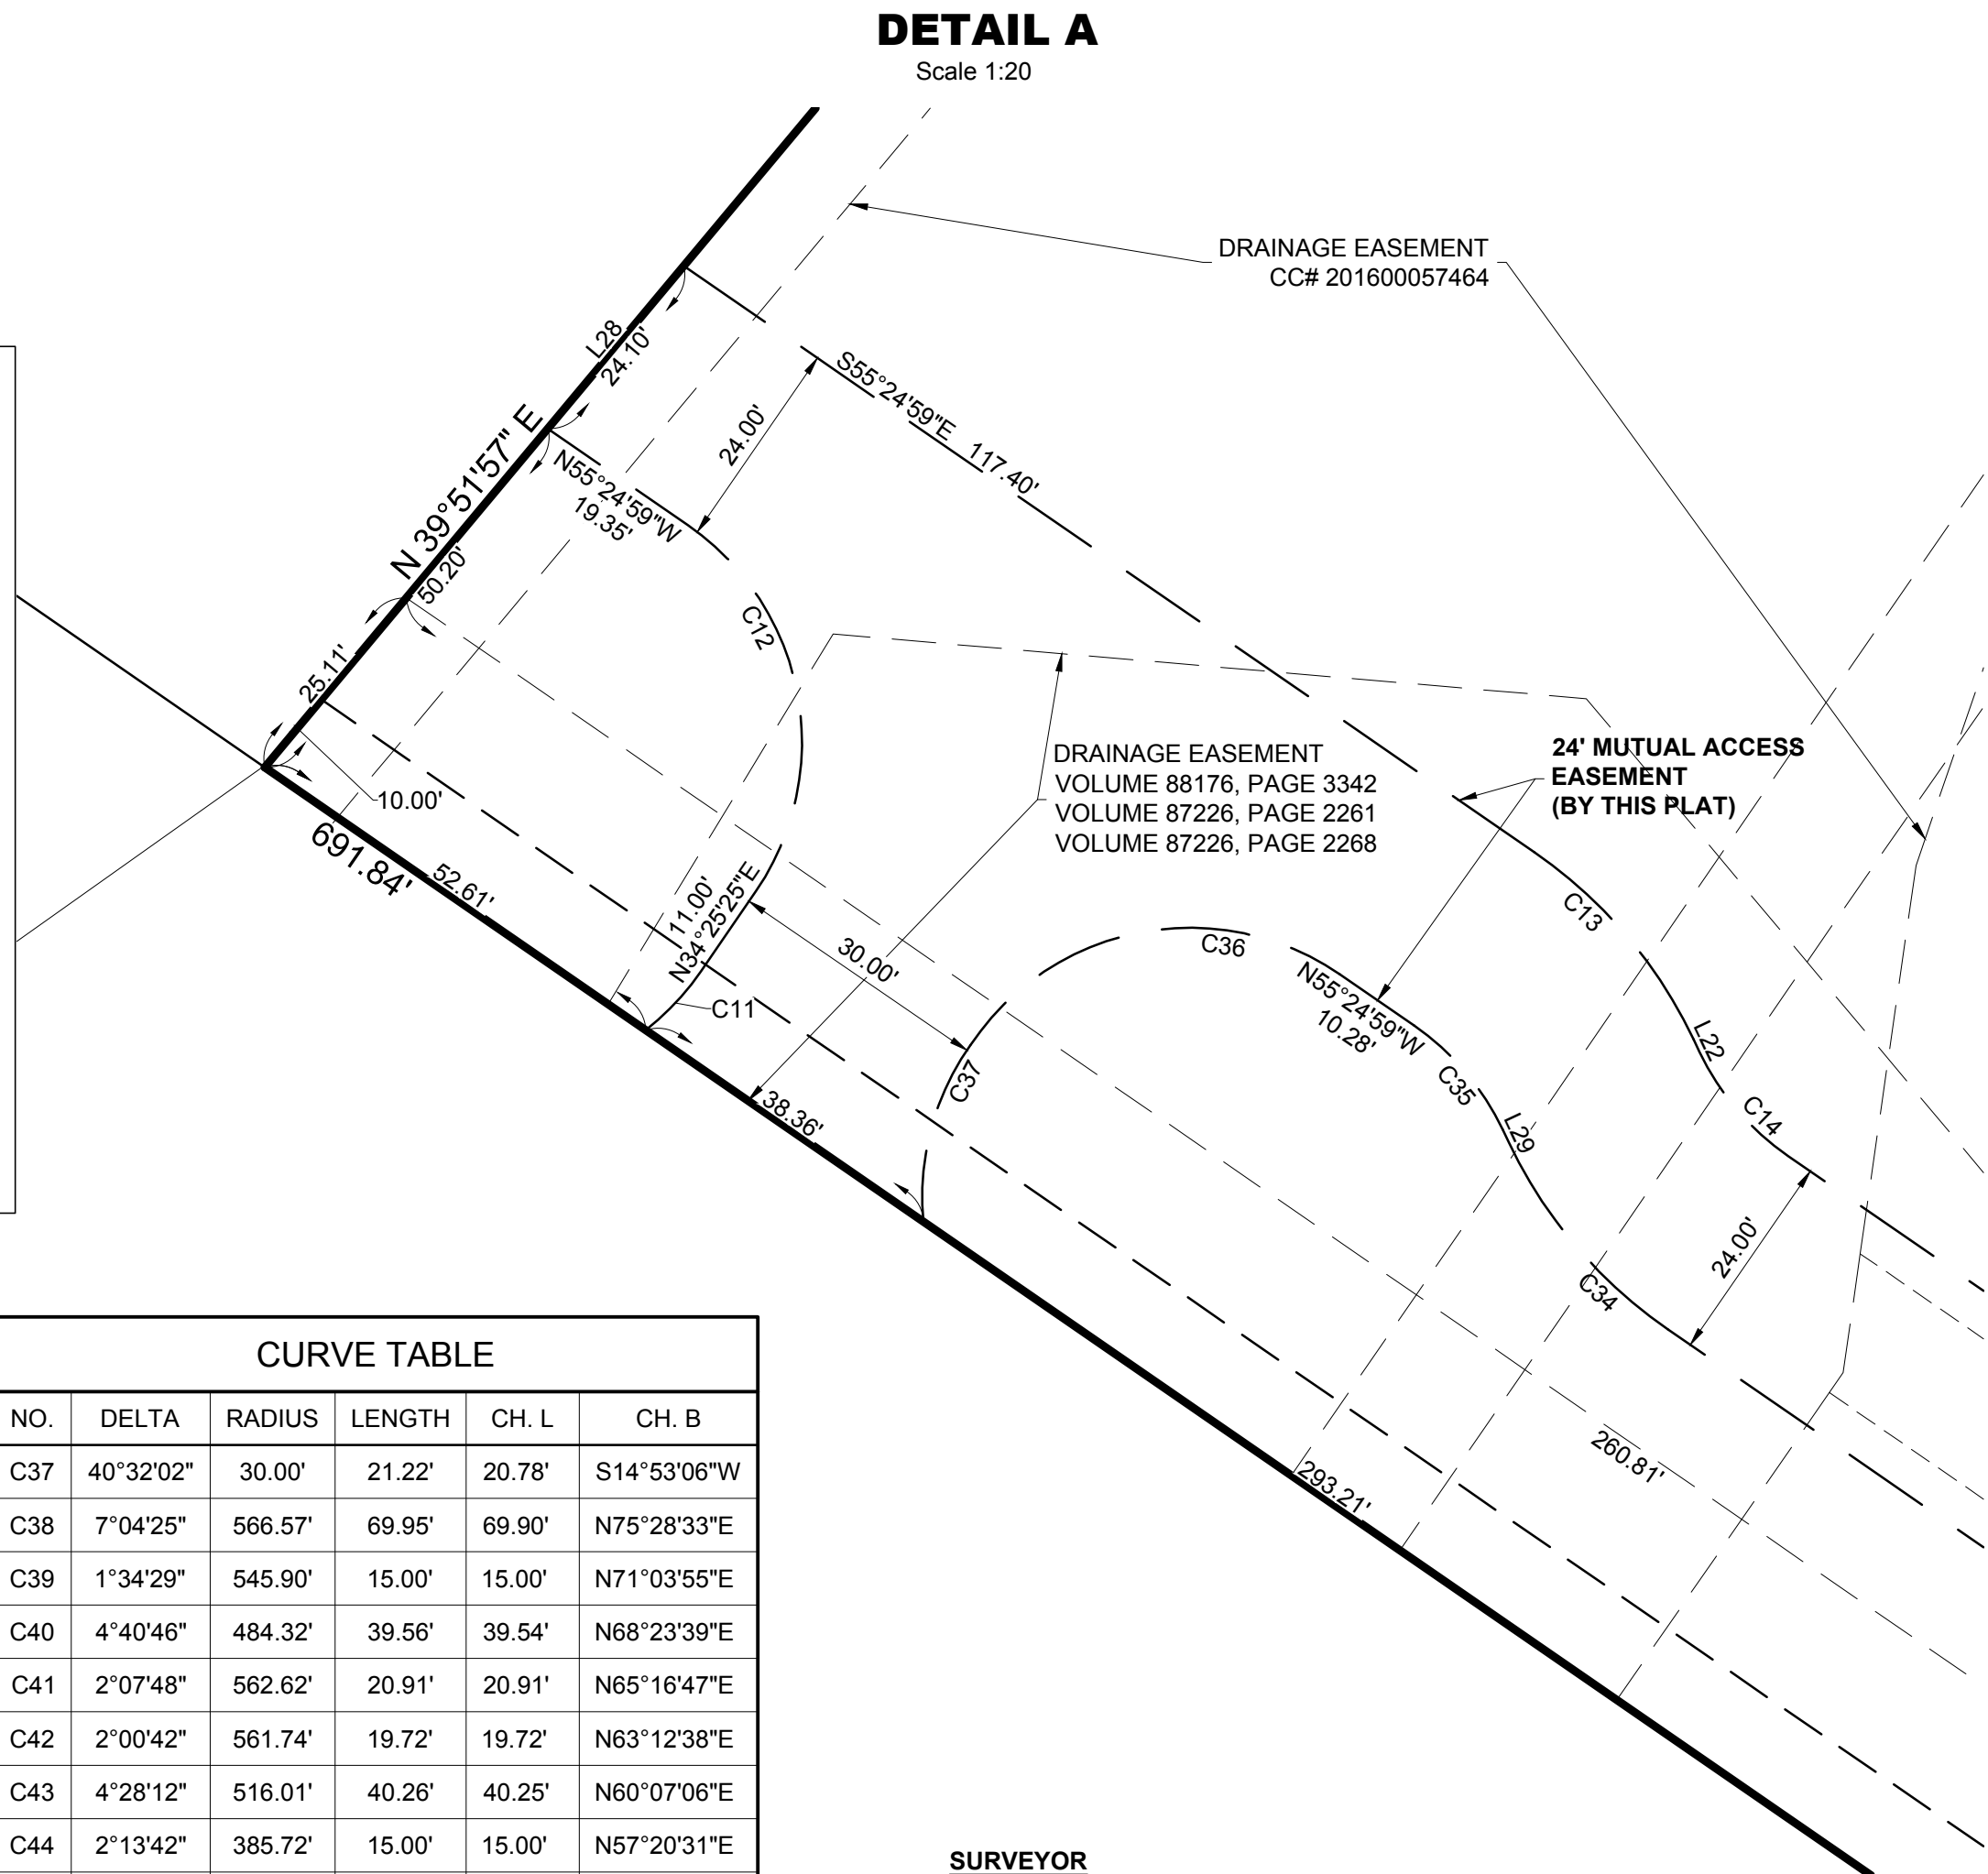 DETAIL A
Scale 1:20
DRAINAGE EASEMENT
CC# 201600057464
L28
24.10'
S55°24'59"E 117.40'
24.00'
N 39°51'57" E
N55°24'59"W
19.35'
50.20'
C12
25.11'
10.00'
691.84'
52.61'
DRAINAGE EASEMENT
VOLUME 88176, PAGE 3342
VOLUME 87226, PAGE 2261
VOLUME 87226, PAGE 2268
24' MUTUAL ACCESS
EASEMENT
(BY THIS PLAT)
11.00'
N34°25'25"E
30.00'
C11
C36
C13
N55°24'59"W
10.28'
C37
C35
L22
L29
C14
38.36'
24.00'
C34
260.81'
293.21'
CURVE TABLE
NO. DELTA RADIUS LENGTH CH. L CH. B
C37 40°32'02" 30.00' 21.22' 20.78' S14°53'06"W
C38 7°04'25" 566.57' 69.95' 69.90' N75°28'33"E
C39 1°34'29" 545.90' 15.00' 15.00' N71°03'55"E
C40 4°40'46" 484.32' 39.56' 39.54' N68°23'39"E
C41 2°07'48" 562.62' 20.91' 20.91' N65°16'47"E
C42 2°00'42" 561.74' 19.72' 19.72' N63°12'38"E
C43 4°28'12" 516.01' 40.26' 40.25' N60°07'06"E
C44 2°13'42" 385.72' 15.00' 15.00' N57°20'31"E
SURVEYOR